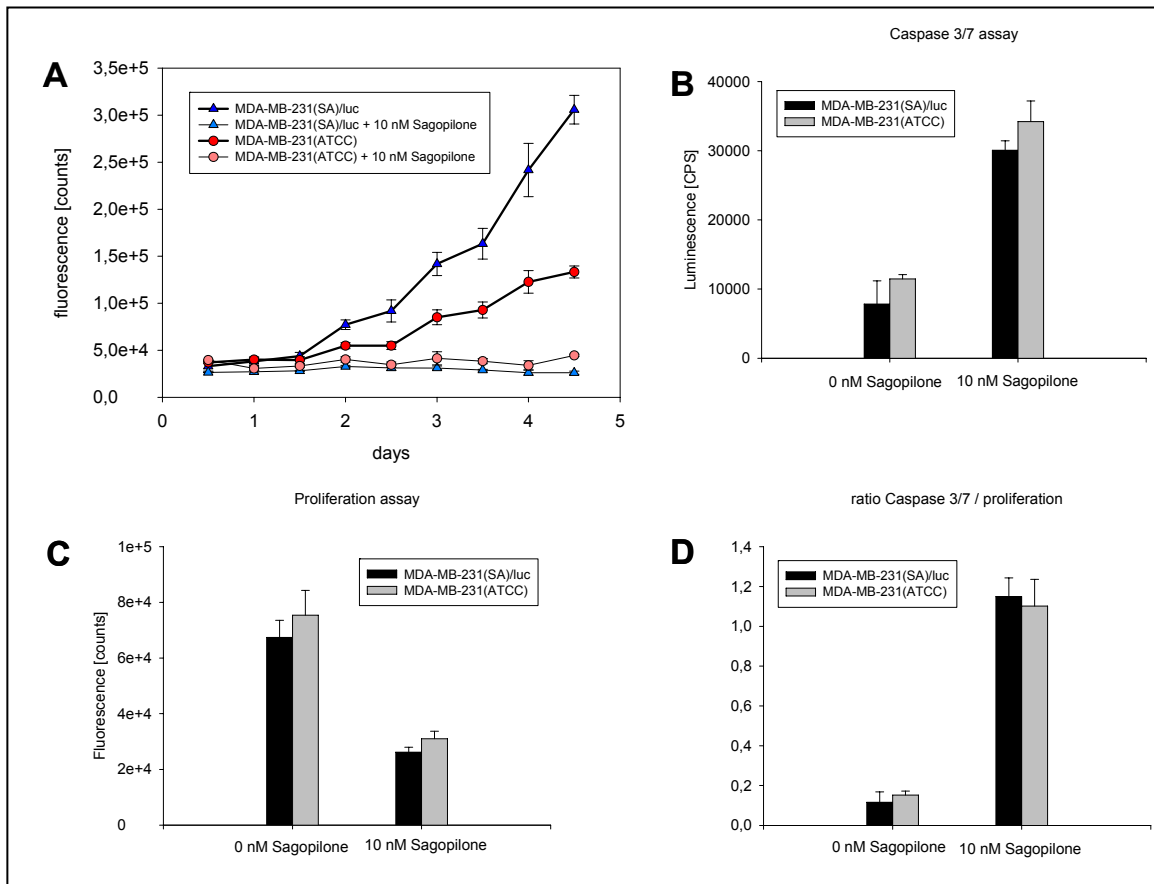 A
3,5e+5
3,0e+5
2,5e+5
2,0e+5
1,5e+5
1,0e+5
5,0e+4
0,0
fluorescence [counts]
MDA-MB-231(SA)/luc
MDA-MB-231(SA)/luc + 10 nM Sagopilone
MDA-MB-231(ATCC)
MDA-MB-231(ATCC) + 10 nM Sagopilone
0 1 2 3 4 5
days
Caspase 3/7 assay
B
40000
30000
20000
10000
0
Luminescence [CPS]
MDA-MB-231(SA)/luc
MDA-MB-231(ATCC)
0 nM Sagopilone 10 nM Sagopilone
Proliferation assay
C
1e+5
8e+4
6e+4
4e+4
2e+4
0
Fluorescence [counts]
MDA-MB-231(SA)/luc
MDA-MB-231(ATCC)
0 nM Sagopilone 10 nM Sagopilone
ratio Caspase 3/7 / proliferation
D
1,4
1,2
1,0
0,8
0,6
0,4
0,2
0,0
MDA-MB-231(SA)/luc
MDA-MB-231(ATCC)
0 nM Sagopilone 10 nM Sagopilone